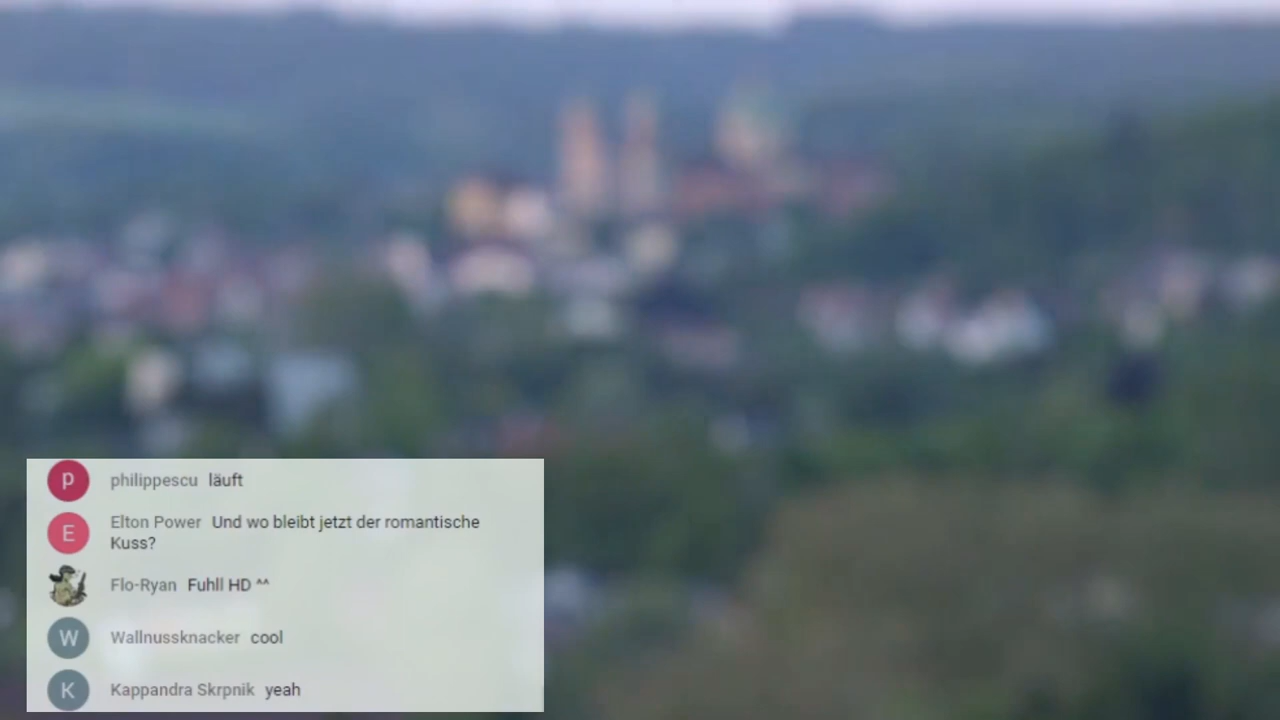 P philippescu läuft
E Elton Power Und wo bleibt jetzt der romantische
Kuss?
Flo-Ryan Fuhll HD ^^
W Wallnussknacker cool
K Kappandra Skrpnik yeah